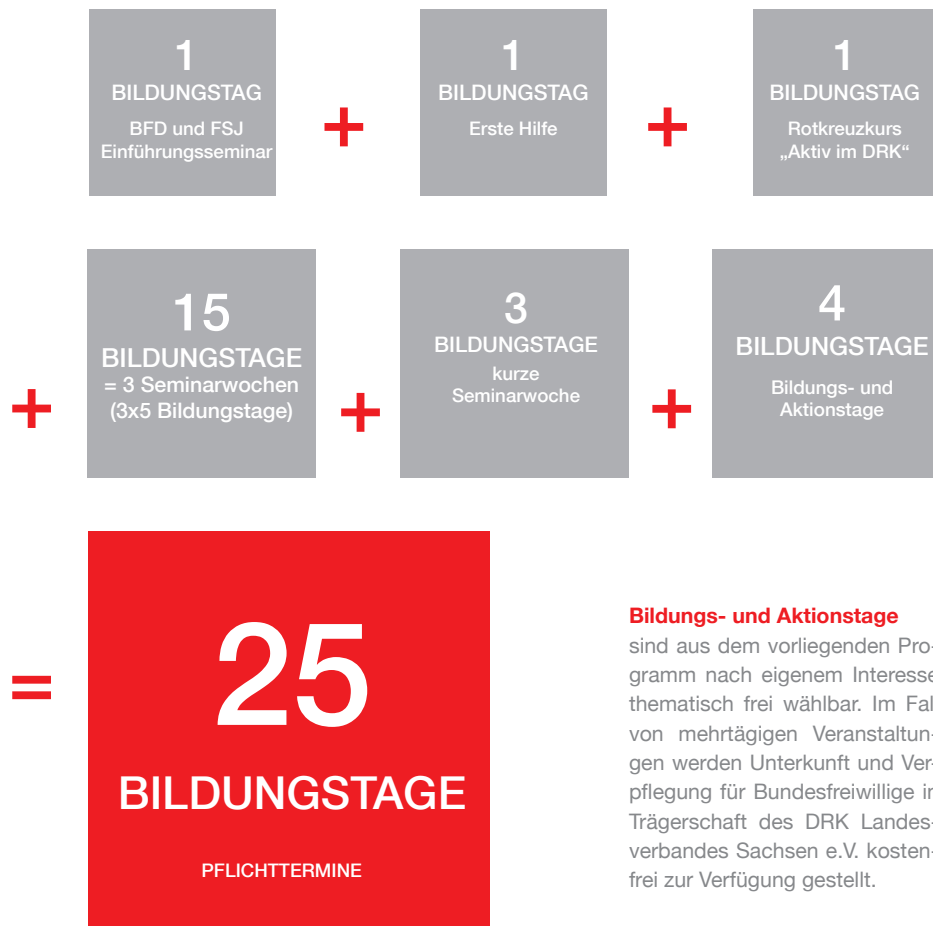 1
BILDUNGSTAG
BFD und FSJ
Einführungsseminar
+
1
BILDUNGSTAG
Erste Hilfe
+
1
BILDUNGSTAG
Rotkreuzkurs
„Aktiv im DRK“
+
15
BILDUNGSTAGE
= 3 Seminarwochen
(3x5 Bildungstage)
+
3
BILDUNGSTAGE
kurze
Seminarwoche
+
4
BILDUNGSTAGE
Bildungs- und
Aktionstage
=
25
BILDUNGSTAGE
PFLICHTTERMINE
Bildungs- und Aktionstage
sind aus dem vorliegenden Pro-
gramm nach eigenem Interesse
thematisch frei wählbar. Im Fal
von mehrtägigen Veranstaltun-
gen werden Unterkunft und Ver-
pflegung für Bundesfreiwillige in
Trägerschaft des DRK Landes-
verbandes Sachsen e.V. kosten-
frei zur Verfügung gestellt.